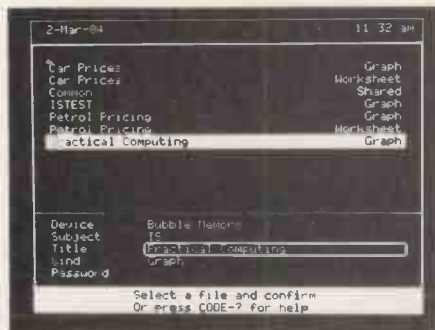 2-Mar-84 11 32 am
Car Prices Graph
Car Prices Worksheet
Common Shared
ISTEST Graph
Petrol Pricing Graph
Petrol Pricing Worksheet
Practical Computing Graph
Device Bubble Memory
Subject IS
Title Practical Computing
Kind Graph
Password
Select a file and confirm
Or press CODE-? for help